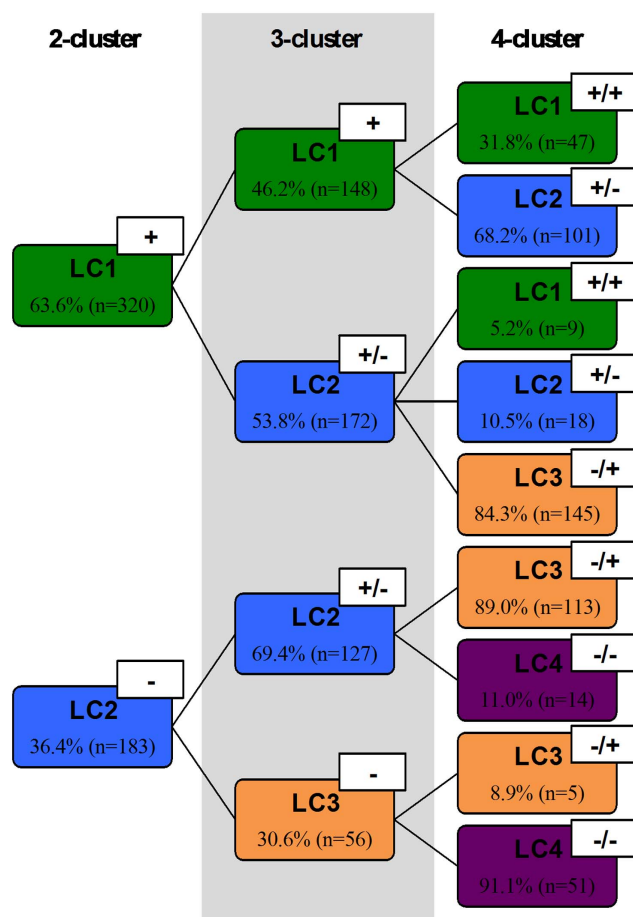 2-cluster
3-cluster
4-cluster
+
LC1
63.6% (n=320)
-
LC2
36.4% (n=183)
+
LC1
46.2% (n=148)
+/-
LC2
53.8% (n=172)
+/-
LC2
69.4% (n=127)
-
LC3
30.6% (n=56)
+/+
LC1
31.8% (n=47)
+/-
LC2
68.2% (n=101)
+/+
LC1
5.2% (n=9)
+/-
LC2
10.5% (n=18)
-/+
LC3
84.3% (n=145)
-/+
LC3
89.0% (n=113)
-/-
LC4
11.0% (n=14)
-/+
LC3
8.9% (n=5)
-/-
LC4
91.1% (n=51)